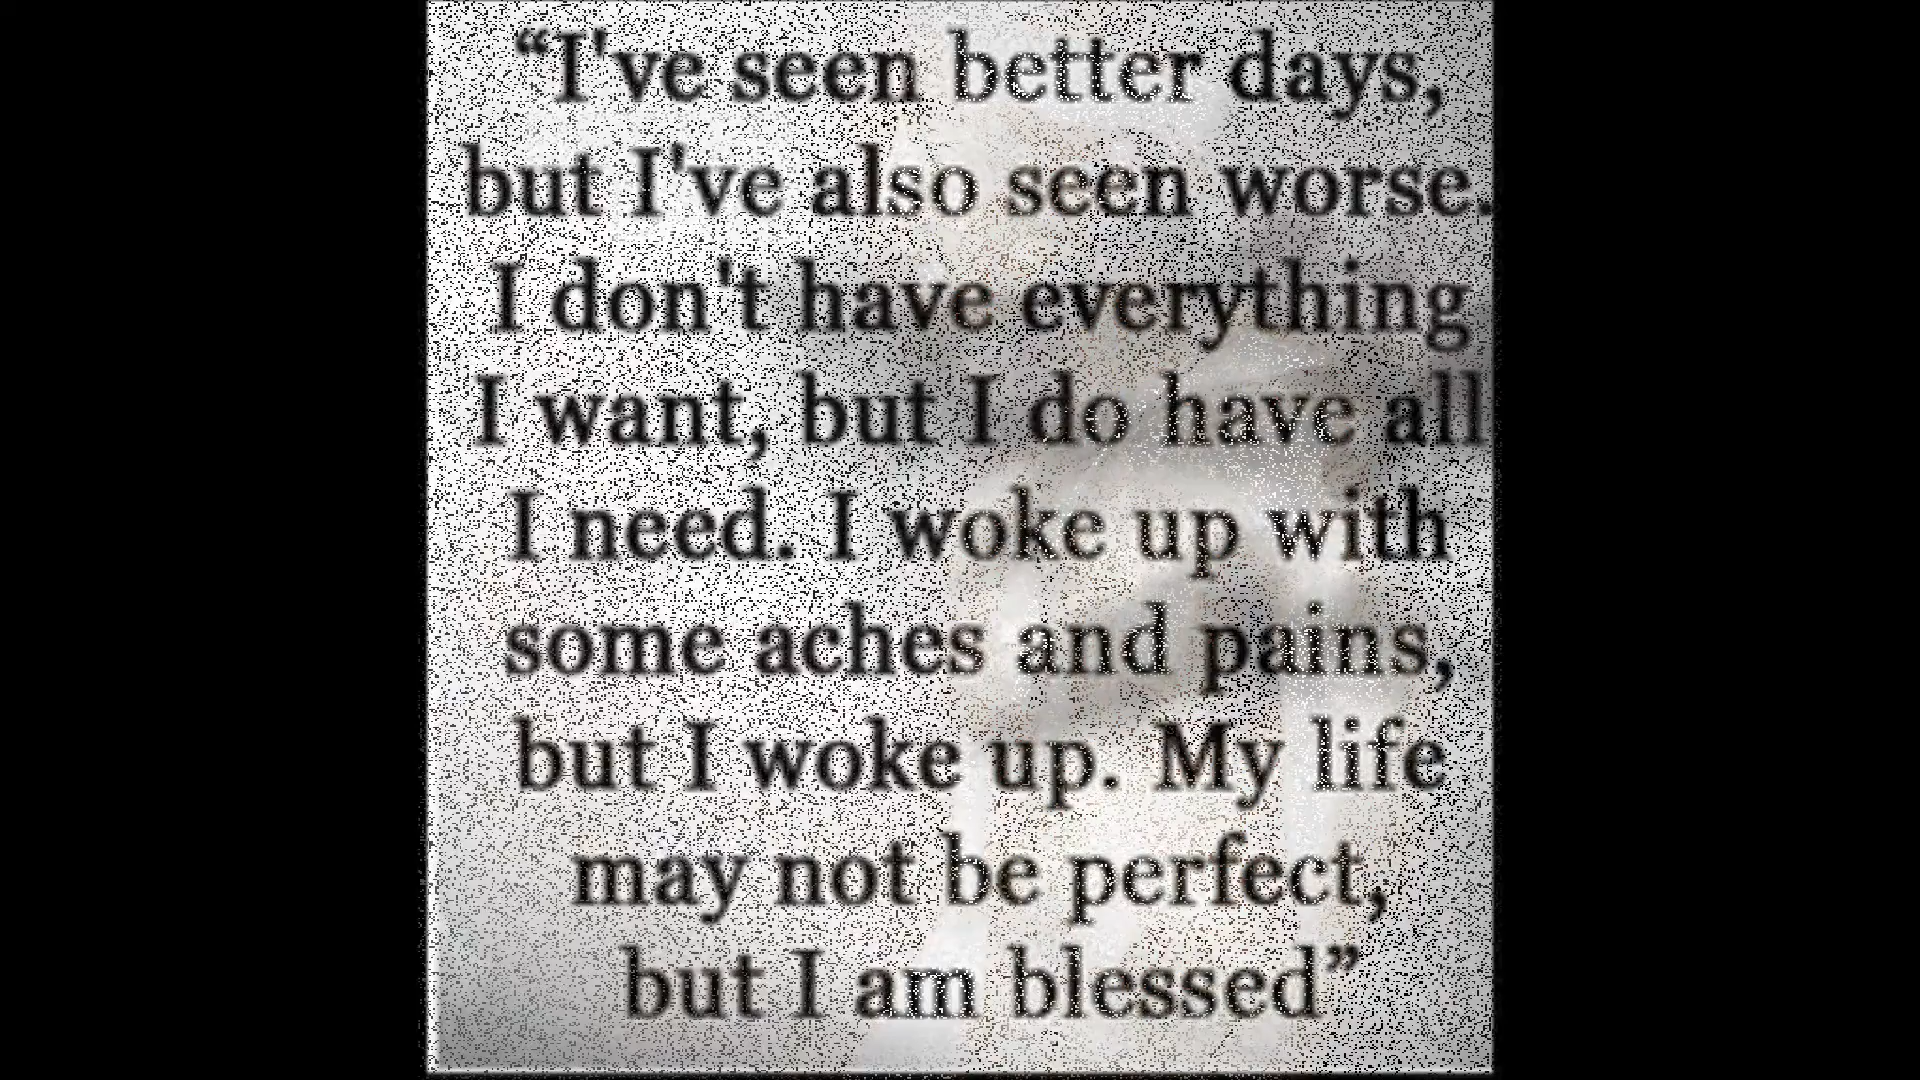 “I've seen better days,
but I've also seen worse.
I don't have everything
I want, but I do have all
I need. I woke up with
some aches and pains,
but I woke up. My life
may not be perfect,
but I am blessed”